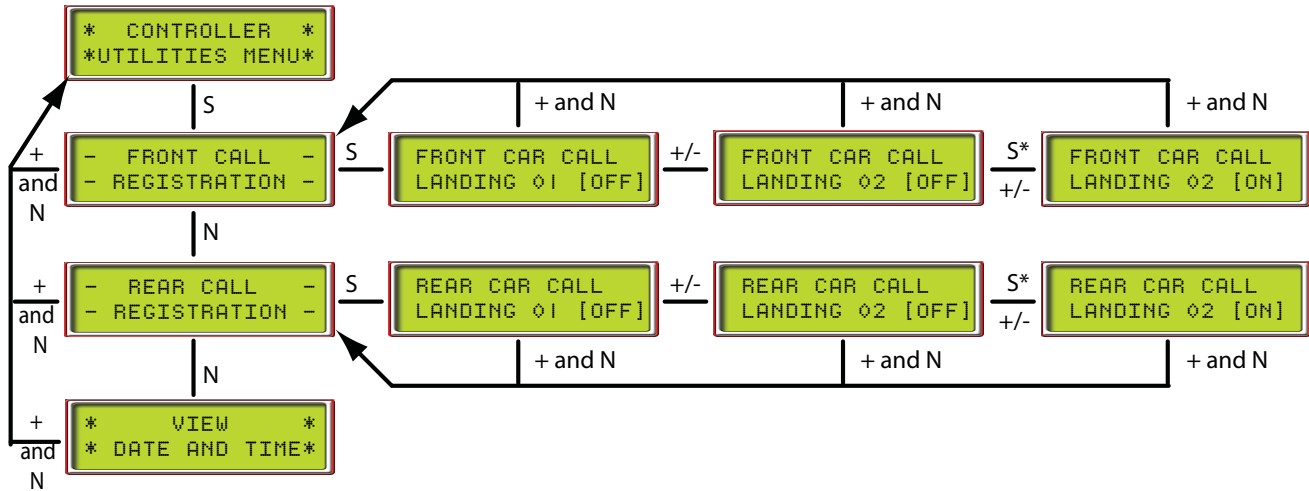 * CONTROLLER *
*UTILITIES MENU*
S
+ and N
+ and N
+ and N
+
and
N
- FRONT CALL -
- REGISTRATION -
S
FRONT CAR CALL
LANDING 01 [OFF]
+/-
FRONT CAR CALL
LANDING 02 [OFF]
S*
+/-
FRONT CAR CALL
LANDING 02 [ON]
N
+
and
N
- REAR CALL -
- REGISTRATION -
S
REAR CAR CALL
LANDING 01 [OFF]
+/-
REAR CAR CALL
LANDING 02 [OFF]
S*
+/-
REAR CAR CALL
LANDING 02 [ON]
+ and N
+ and N
+ and N
N
+
and
N
* VIEW *
* DATE AND TIME*